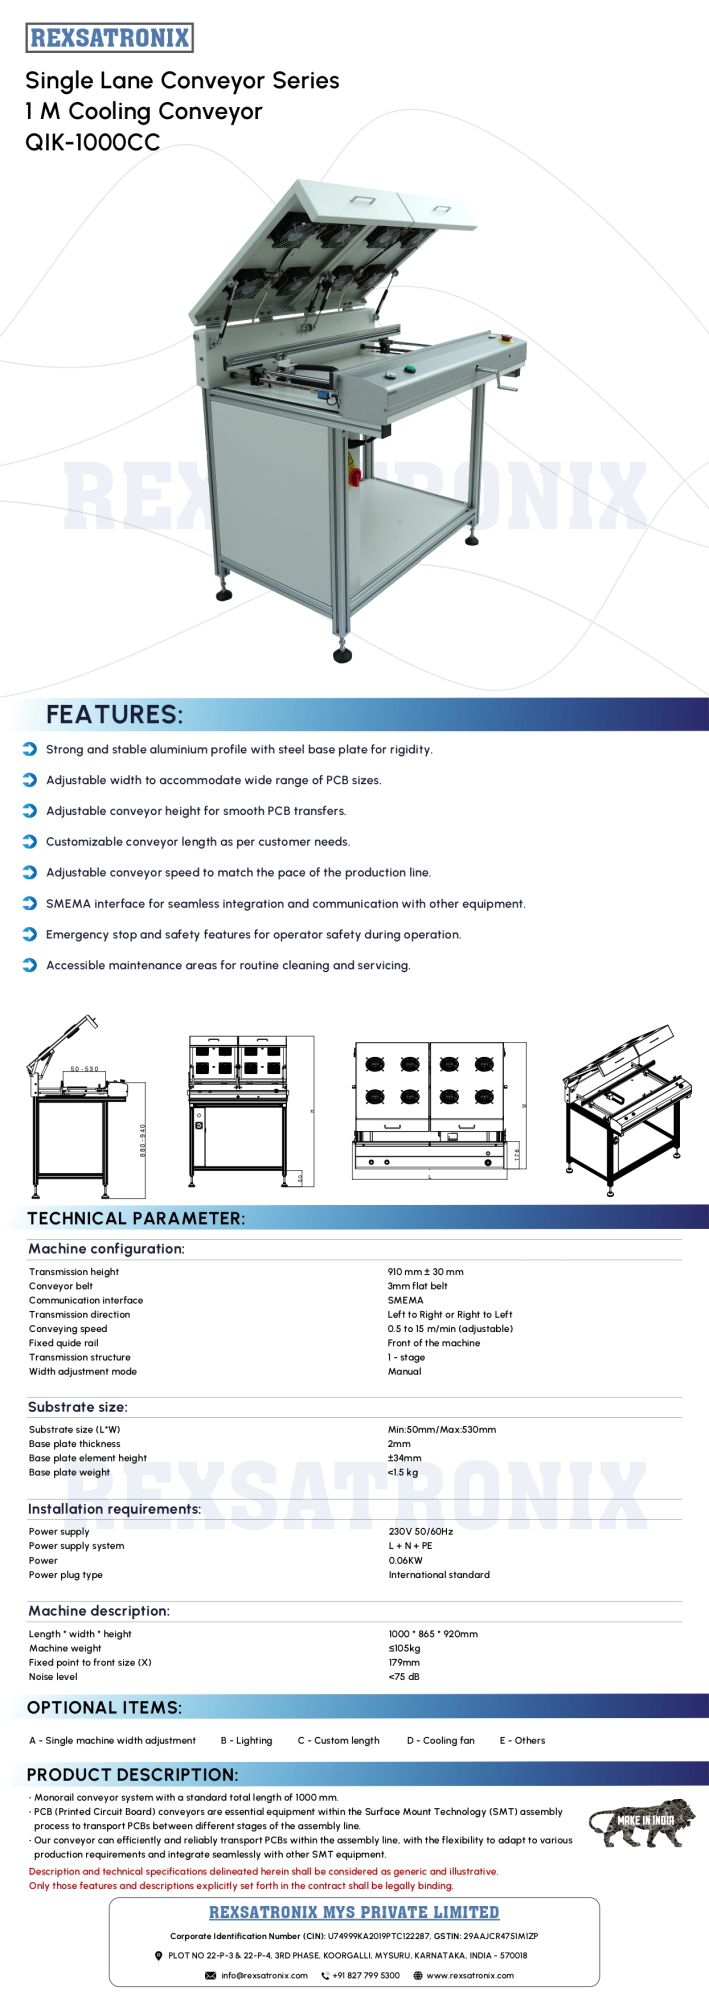 REXSATRONIX
Single Lane Conveyor Series
1 M Cooling Conveyor
QIK-1000CC
REXSATRONIX
FEATURES:
Strong and stable aluminium profile with steel base plate for rigidity.
Adjustable width to accommodate wide range of PCB sizes.
Adjustable conveyor height for smooth PCB transfers.
Customizable conveyor length as per customer needs.
Adjustable conveyor speed to match the pace of the production line.
SMEMA interface for seamless integration and communication with other equipment.
Emergency stop and safety features for operator safety during operation.
Accessible maintenance areas for routine cleaning and servicing.
50-530
880-940
H
50
W
176
L
TECHNICAL PARAMETER:
Machine configuration:
Transmission height 910 mm ± 30 mm
Conveyor belt 3mm flat belt
Communication interface SMEMA
Transmission direction Left to Right or Right to Left
Conveying speed 0.5 to 15 m/min (adjustable)
Fixed quide rail Front of the machine
Transmission structure 1 - stage
Width adjustment mode Manual
Substrate size:
Substrate size (L*W) Min:50mm/Max:530mm
Base plate thickness 2mm
Base plate element height ±34mm
Base plate weight <1.5 kg
REXSATRONIX
Installation requirements:
Power supply 230V 50/60Hz
Power supply system L + N + PE
Power 0.06KW
Power plug type International standard
Machine description:
Length * width * height 1000 * 865 * 920mm
Machine weight ≤105kg
Fixed point to front size (X) 179mm
Noise level <75 dB
OPTIONAL ITEMS:
A - Single machine width adjustment B - Lighting C - Custom length D - Cooling fan E - Others
PRODUCT DESCRIPTION:
· Monorail conveyor system with a standard total length of 1000 mm.
· PCB (Printed Circuit Board) conveyors are essential equipment within the Surface Mount Technology (SMT) assembly
process to transport PCBs between different stages of the assembly line.
· Our conveyor can efficiently and reliably transport PCBs within the assembly line, with the flexibility to adapt to various
production requirements and integrate seamlessly with other SMT equipment.
MAKE IN INDIA
Description and technical specifications delineated herein shall be considered as generic and illustrative.
Only those features and descriptions explicitly set forth in the contract shall be legally binding.
REXSATRONIX MYS PRIVATE LIMITED
Corporate Identification Number (CIN): U74999KA2019PTC122287, GSTIN: 29AAJCR4751M1ZP
PLOT NO 22-P-3 & 22-P-4, 3RD PHASE, KOORGALLI, MYSURU, KARNATAKA, INDIA - 570018
info@rexsatronix.com +91 827 799 5300 www.rexsatronix.com